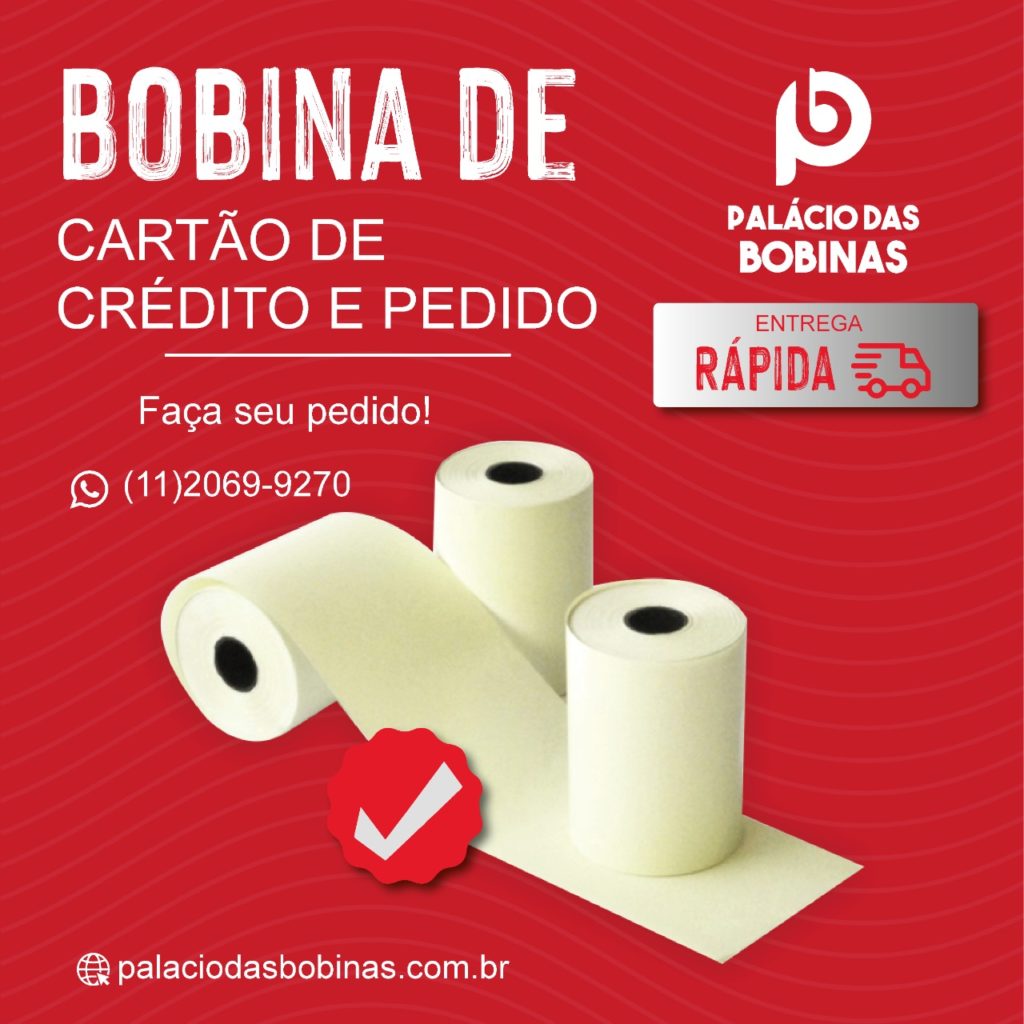 BOBINA DE
CARTÃO DE
CRÉDITO E PEDIDO
Faça seu pedido!
(11)2069-9270
PALÁCIO DAS
BOBINAS
ENTREGA
RÁPIDA
palaciodasbobinas.com.br